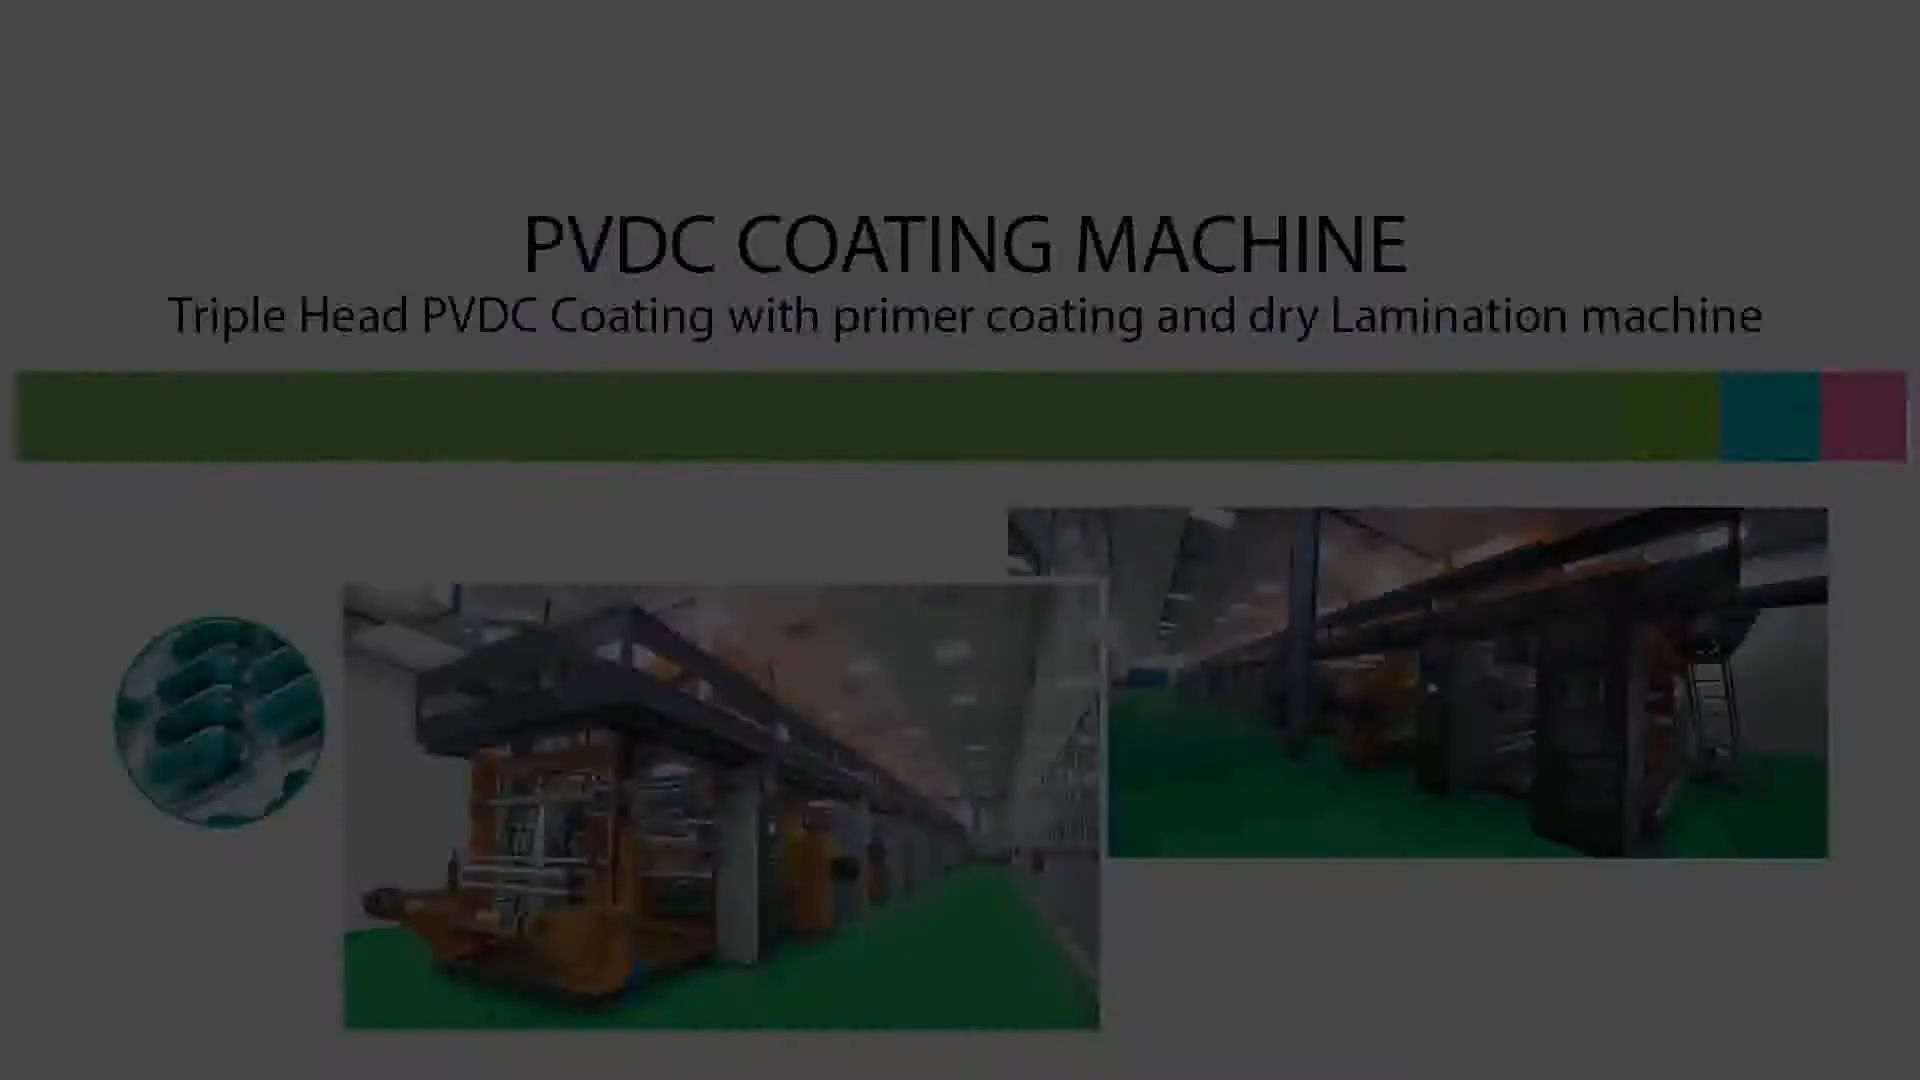 PVDC COATING MACHINE
Triple Head PVDC Coating with primer coating and dry Lamination machine